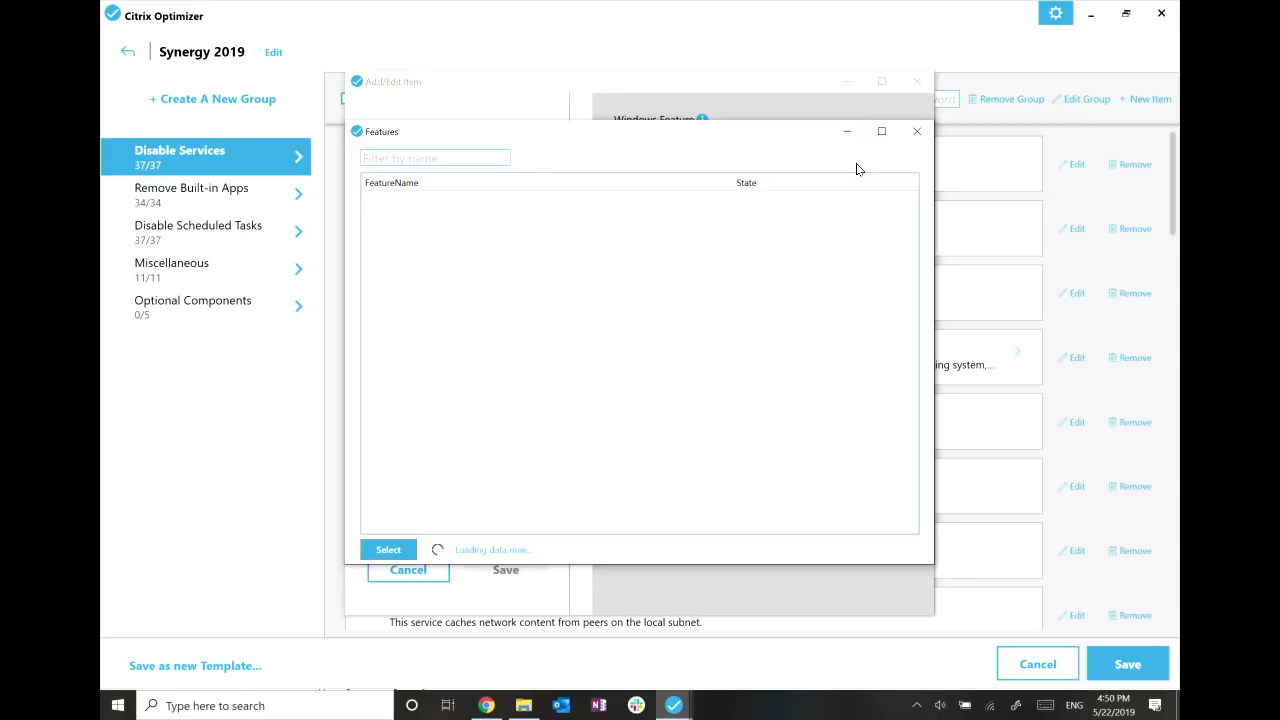 Citrix Optimizer
Synergy 2019
Edit
+ Create A New Group
Disable Services
37/37
Remove Built-in Apps
34/34
Disable Scheduled Tasks
37/37
Miscellaneous
11/11
Optional Components
0/5
Save as new Template...
Add/Edit Item
Windows Feature
Features
Filter by name
FeatureName State
Select
Loading data now...
Cancel Save
This service caches network content from peers on the local subnet.
Remove Group Edit Group + New Item
Edit Remove
Edit Remove
Edit Remove
ing system,... Edit Remove
Edit Remove
Edit Remove
Edit Remove
Edit Remove
Cancel Save
Type here to search
ENG
4:50 PM
5/22/2019